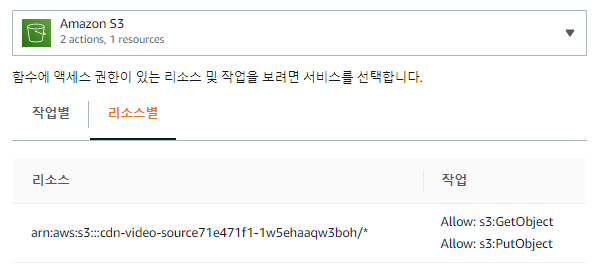 Amazon S3
2 actions, 1 resources
함수에 액세스 권한이 있는 리소스 및 작업을 보려면 서비스를 선택합니다.
작업별
리소스별
리소스
작업
arn:aws:s3:::cdn-video-source71e471f1-1w5ehaaqw3boh/*
Allow: s3:GetObject
Allow: s3:PutObject